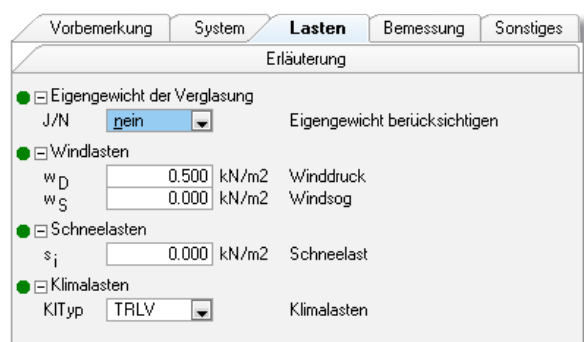 Vorbemerkung System Lasten Bemessung Sonstiges
Erläuterung
Eigengewicht der Verglasung
J/N nein Eigengewicht berücksichtigen
Windlasten
wD 0.500 kN/m2 Winddruck
wS 0.000 kN/m2 Windsog
Schneelasten
si 0.000 kN/m2 Schneelast
Klimalasten
KlTyp TRLV Klimalasten